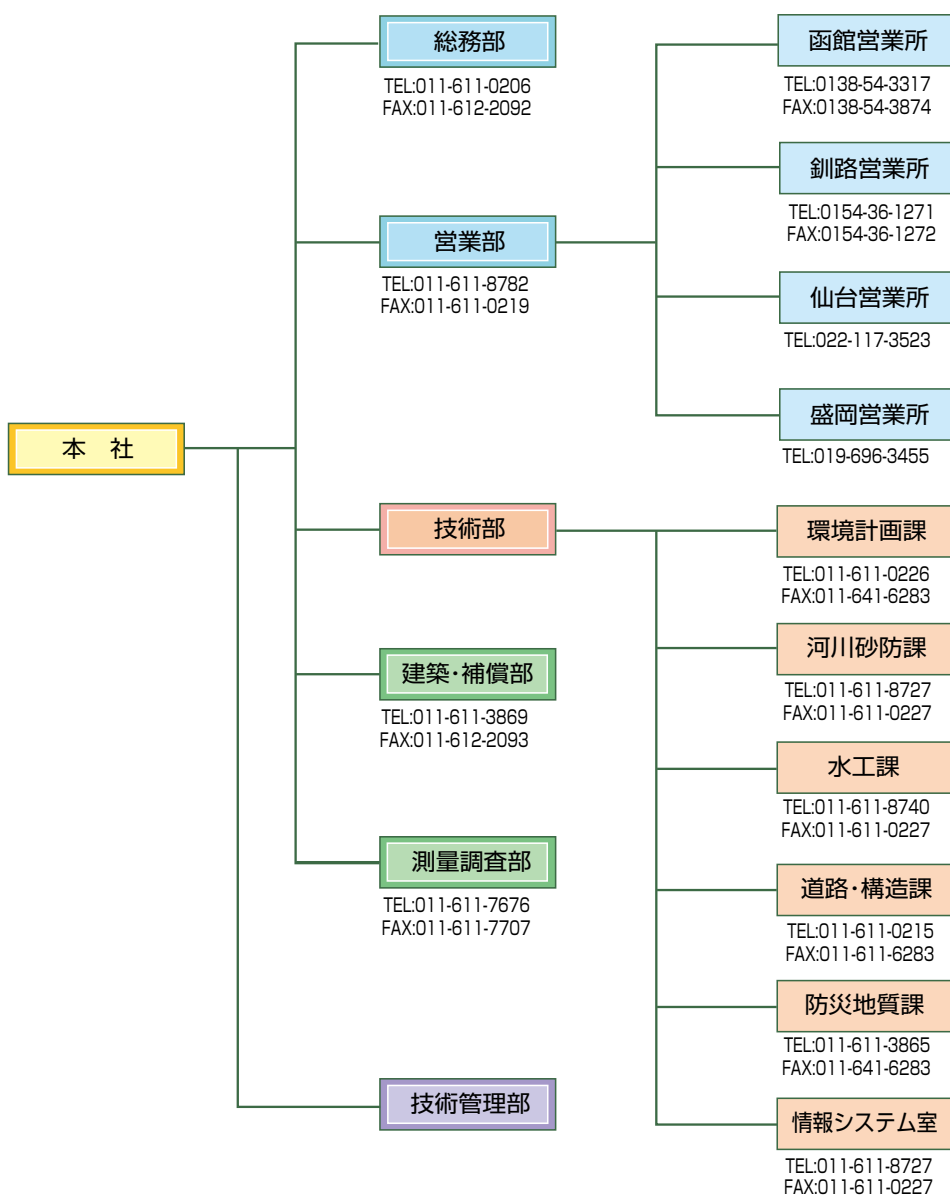 本　社
総務部
TEL:011-611-0206
FAX:011-612-2092
営業部
TEL:011-611-8782
FAX:011-611-0219
函館営業所
TEL:0138-54-3317
FAX:0138-54-3874
釧路営業所
TEL:0154-36-1271
FAX:0154-36-1272
仙台営業所
TEL:022-117-3523
盛岡営業所
TEL:019-696-3455
技術部
環境計画課
TEL:011-611-0226
FAX:011-641-6283
河川砂防課
TEL:011-611-8727
FAX:011-611-0227
水工課
TEL:011-611-8740
FAX:011-611-0227
道路・構造課
TEL:011-611-0215
FAX:011-611-6283
防災地質課
TEL:011-611-3865
FAX:011-641-6283
情報システム室
TEL:011-611-8727
FAX:011-611-0227
建築・補償部
TEL:011-611-3869
FAX:011-612-2093
測量調査部
TEL:011-611-7676
FAX:011-611-7707
技術管理部